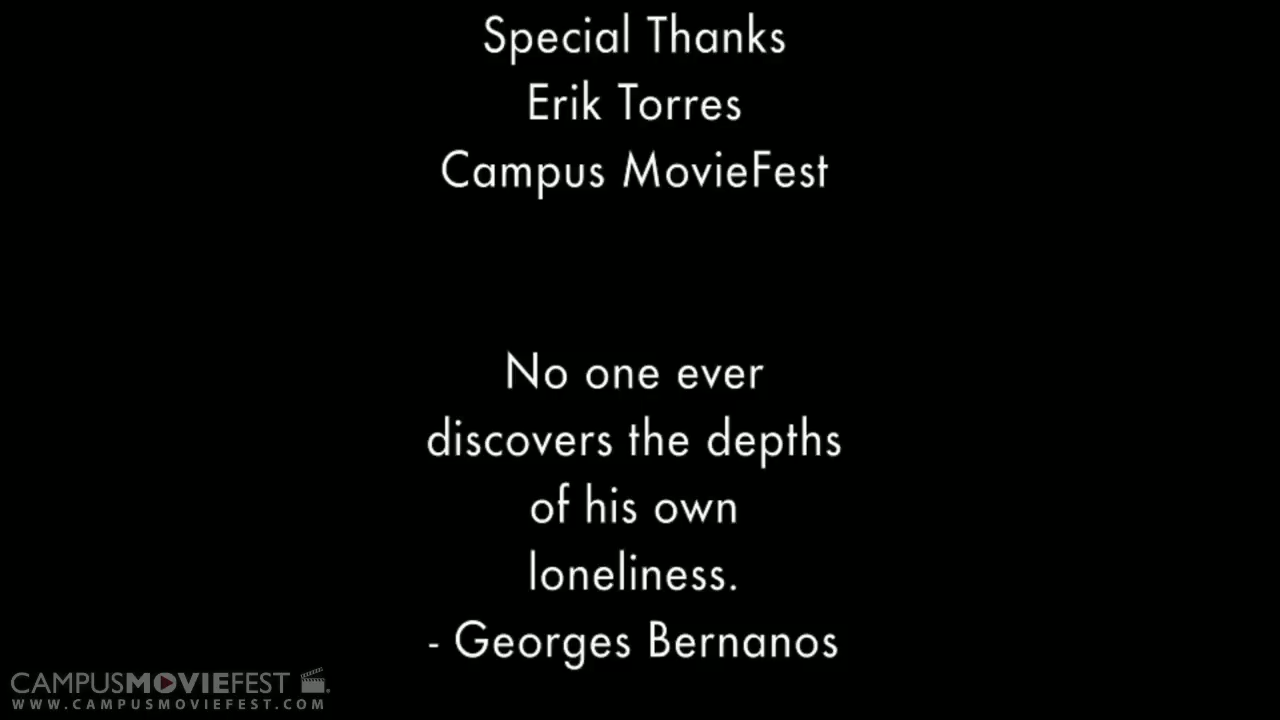 Special Thanks
Erik Torres
Campus MovieFest
No one ever
discovers the depths
of his own
loneliness.
- Georges Bernanos
CAMPUSMOVIEFEST
WWW.CAMPUSMOVIEFEST.COM